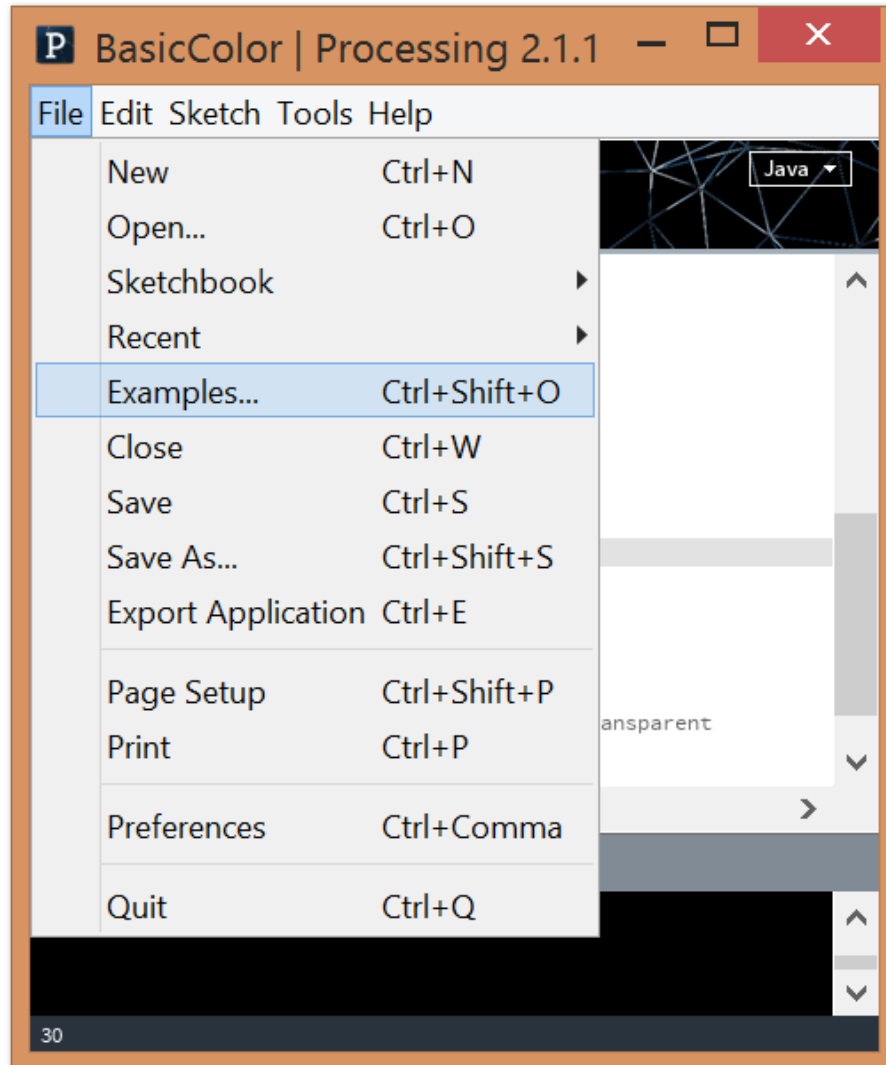 P BasicColor | Processing 2.1.1
File Edit Sketch Tools Help
New Ctrl+N
Java
Open... Ctrl+O
Sketchbook
Recent
Examples... Ctrl+Shift+O
Close Ctrl+W
Save Ctrl+S
Save As... Ctrl+Shift+S
Export Application Ctrl+E
Page Setup Ctrl+Shift+P
ansparent
Print Ctrl+P
Preferences Ctrl+Comma
Quit Ctrl+Q
30